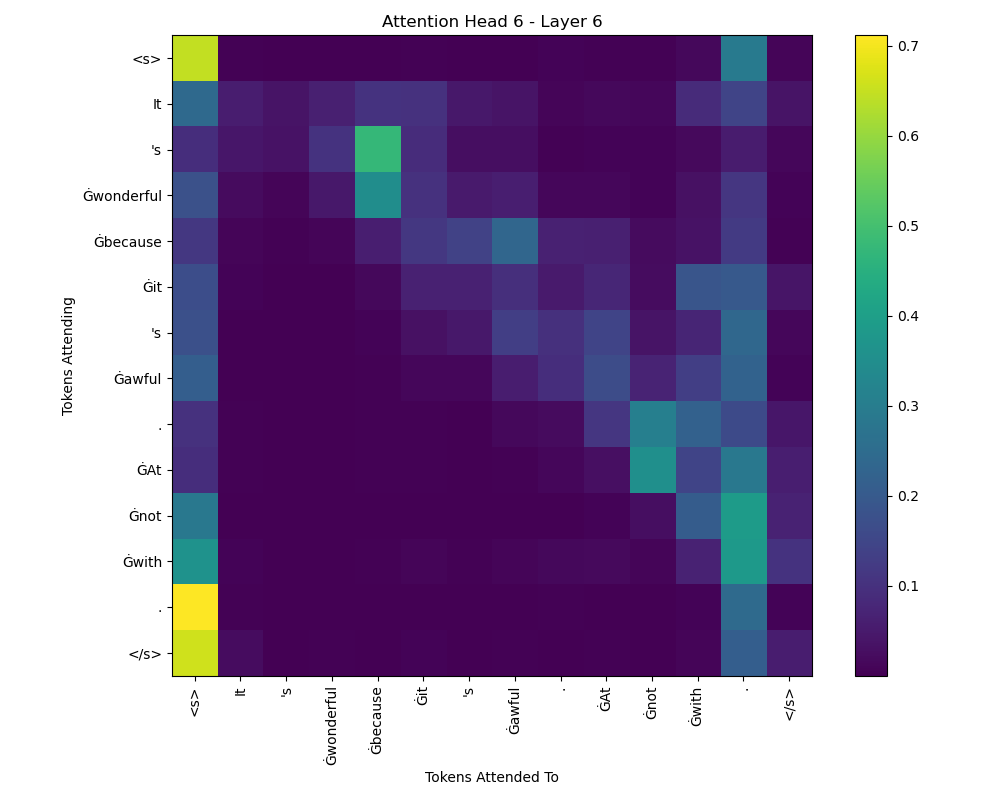 Attention Head 6 - Layer 6
Tokens Attending
<s>
It
's
Ġwonderful
Ġbecause
Ġit
's
Ġawful
.
ĠAt
Ġnot
Ġwith
.
</s>
<s>
It
's
Ġwonderful
Ġbecause
Ġit
's
Ġawful
.
ĠAt
Ġnot
Ġwith
.
</s>
Tokens Attended To
0.7
0.6
0.5
0.4
0.3
0.2
0.1